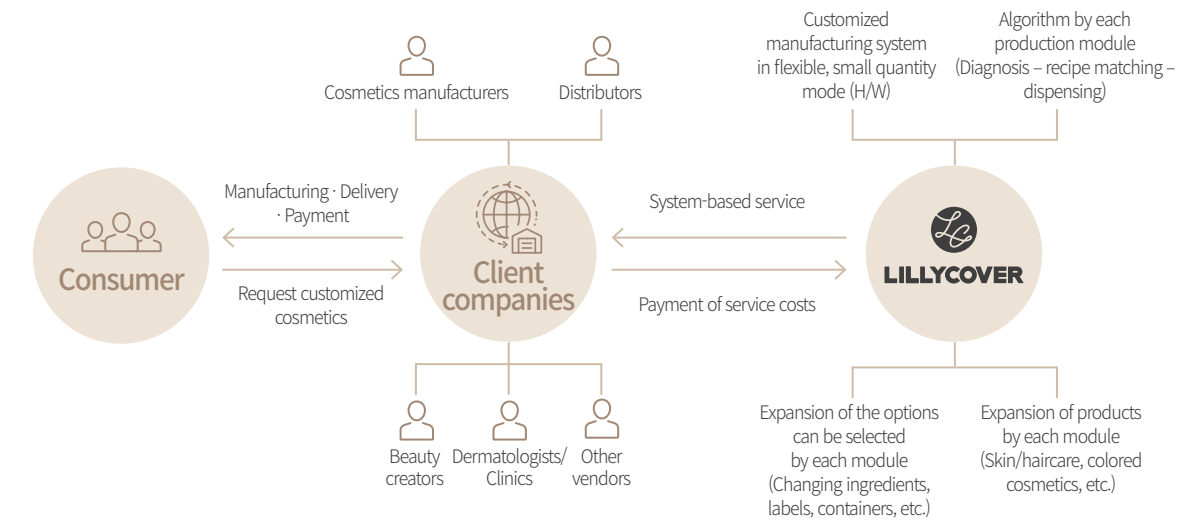 Cosmetics manufacturers
Distributors
Customized
manufacturing system
in flexible, small quantity
mode (H/W)
Algorithm by each
production module
(Diagnosis – recipe matching –
dispensing)
Consumer
Manufacturing · Delivery
· Payment
Request customized
cosmetics
Client
companies
System-based service
Payment of service costs
LC
LILLYCOVER
Beauty
creators
Dermatologists/
Clinics
Other
vendors
Expansion of the options
can be selected
by each module
(Changing ingredients,
labels, containers, etc.)
Expansion of products
by each module
(Skin/haircare, colored
cosmetics, etc.)